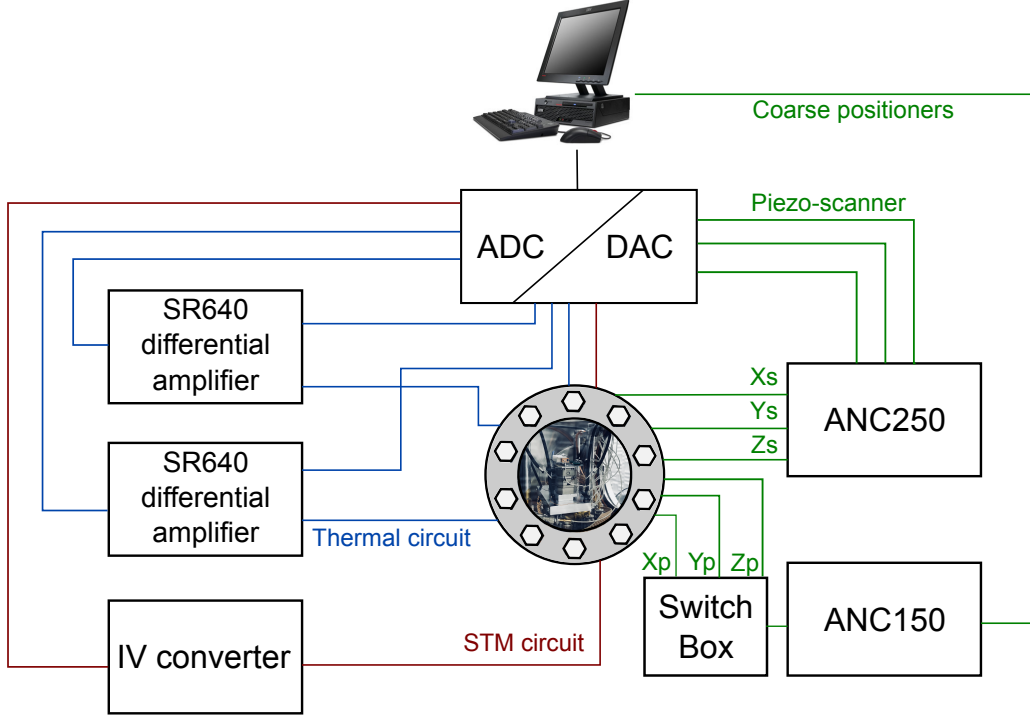 Coarse positioners
Piezo-scanner
ADC
DAC
SR640
differential
amplifier
Xs
Ys
Zs
ANC250
SR640
differential
amplifier
Thermal circuit
Xp
Yp
Zp
Switch
Box
ANC150
IV converter
STM circuit